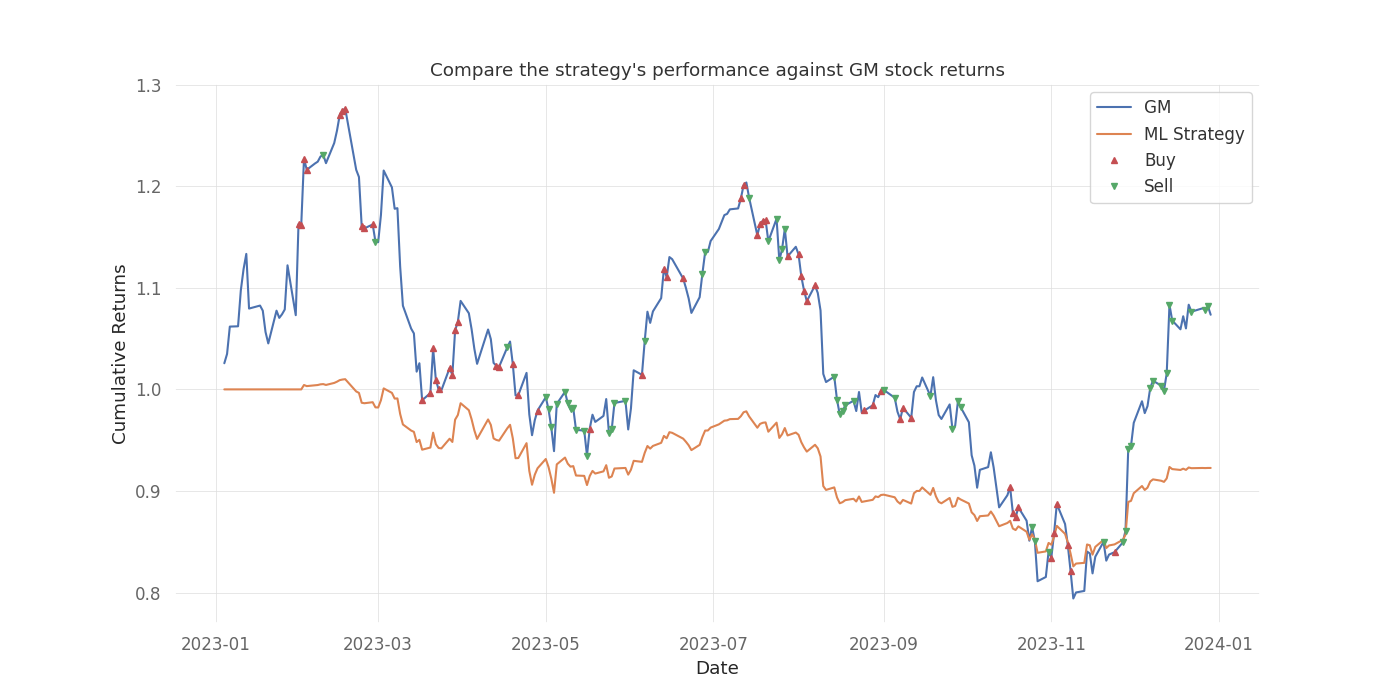 Compare the strategy's performance against GM stock returns
GM
ML Strategy
Buy
Sell
Cumulative Returns
1.3
1.2
1.1
1.0
0.9
0.8
2023-01 2023-03 2023-05 2023-07 2023-09 2023-11 2024-01
Date